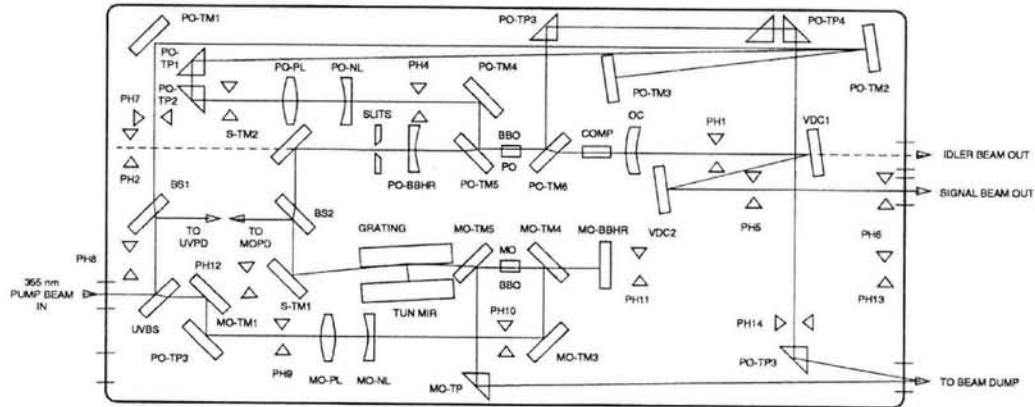 PO-TM1
PO-TP3
PO-TP4
PO-TP1
PO-PL
PO-NL
PH4
PO-TM4
PO-TM3
PO-TM2
PH7
PO-TP2
S-TM2
SLITS
BBO
COMP
OC
PH1
VDC1
PH2
PO-BBHR
PO-TM5
PO
PO-TM6
IDLER BEAM OUT
SIGNAL BEAM OUT
BS1
BS2
TO UVPD
TO MOPD
GRATING
MO-TM5
MO
MO-TM4
MO-BBHR
VDC2
PH5
PH6
PH8
PH12
355 nm
PUMP BEAM
IN
S-TM1
TUN MIR
BBO
PH11
PH13
UVBS
MO-TM1
PH10
PO-TP3
PH9
MO-PL
MO-NL
MO-TM3
MO-TP
PH14
PO-TP3
TO BEAM DUMP